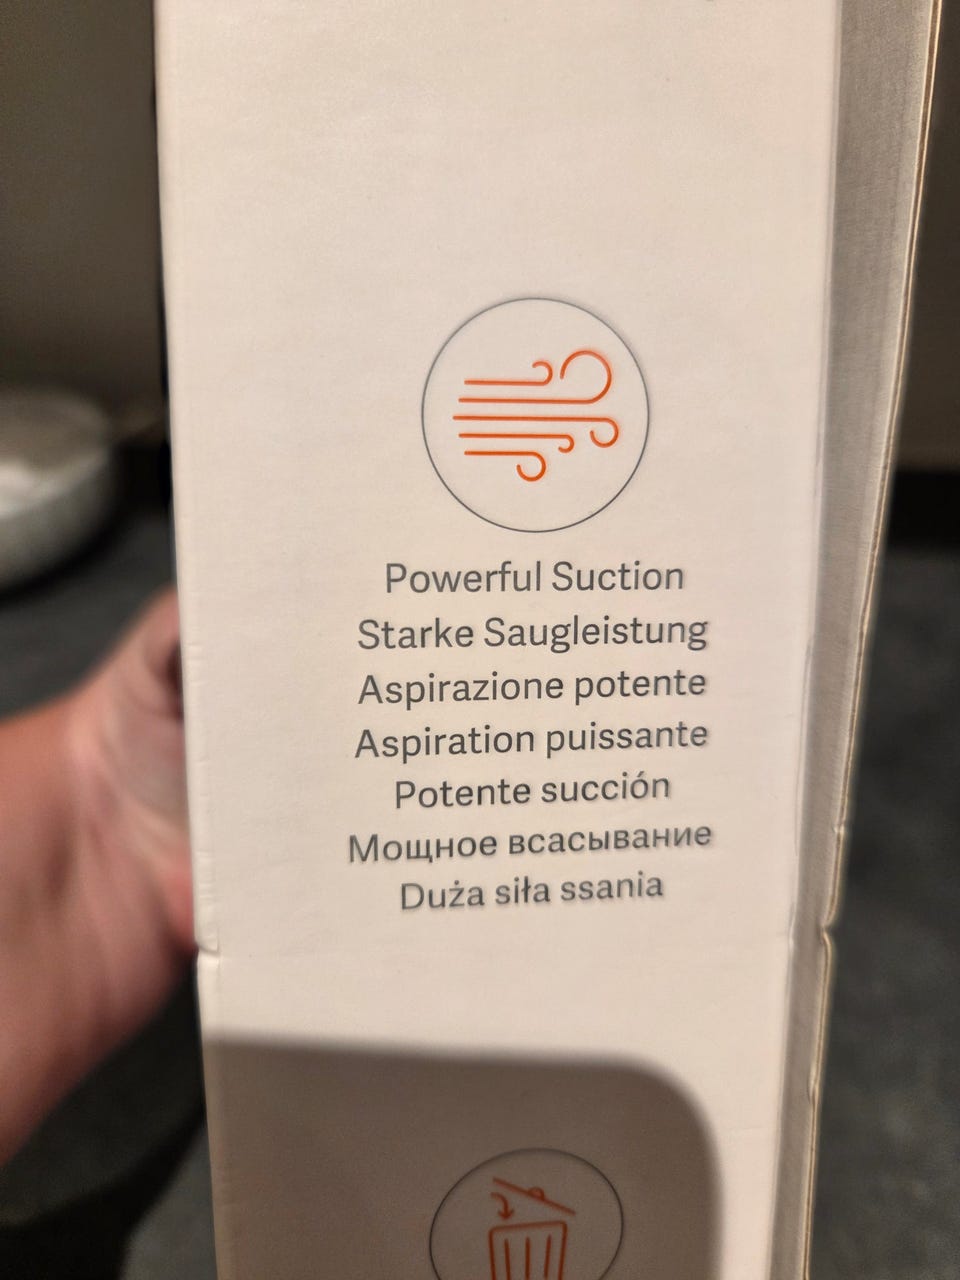 Powerful Suction
Starke Saugleistung
Aspirazione potente
Aspiration puissante
Potente succión
Мощное всасывание
Duża siła ssania